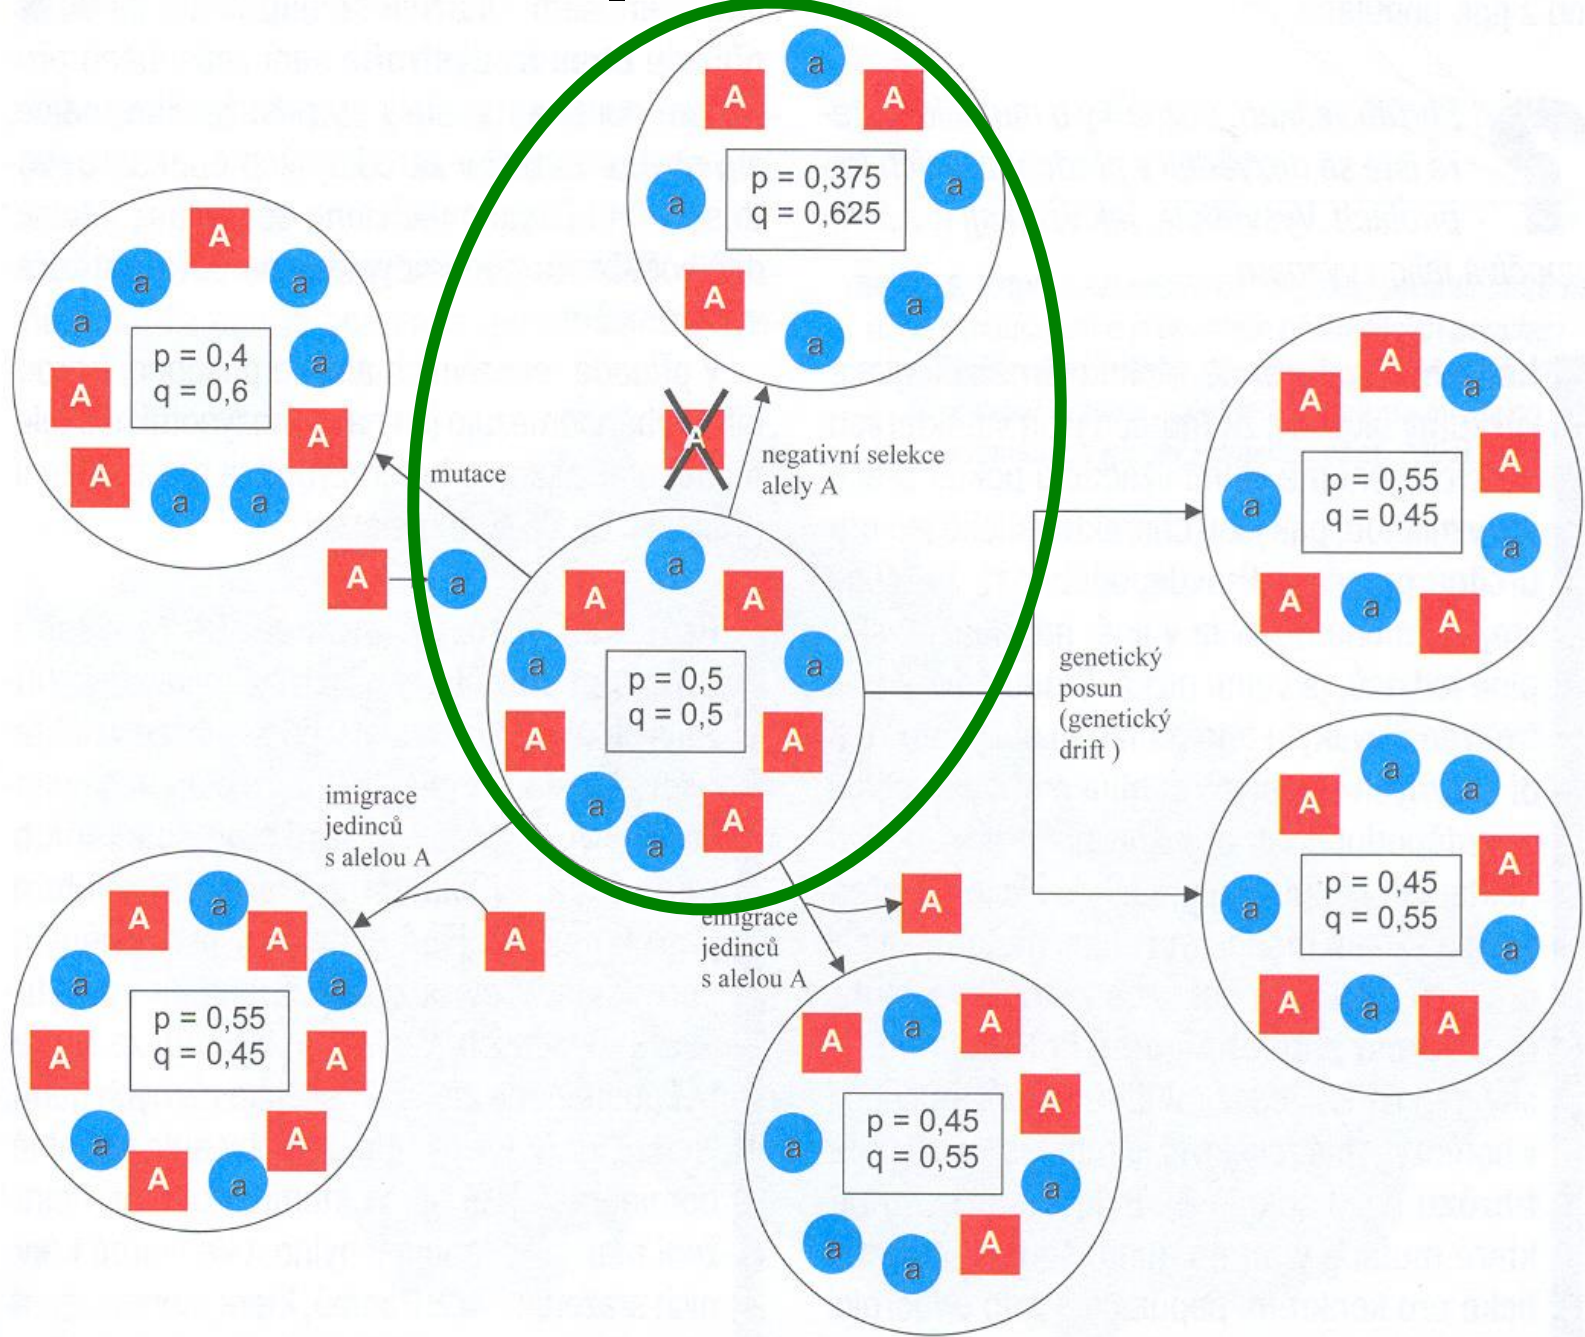 a
A A
p = 0,375
q = 0,625
a a
A a
a
A
negativní selekce
alely A
A
a a
a a
p = 0,4
q = 0,6
A A
A
a a
mutace
A a
a
A A
a a
p = 0,5
q = 0,5
A A
a A
a
genetický
posun
(genetický
drift )
A a
A A
p = 0,55
q = 0,45
a a
A a A
a a
A A
p = 0,45
q = 0,55
a a
A a A
imigrace
jedinců
s alelou A
A
A a A
a a
p = 0,55
q = 0,45
A A
a A
A a
emigrace
jedinců
s alelou A
A
A a A
A
p = 0,45
q = 0,55
a a
a a A